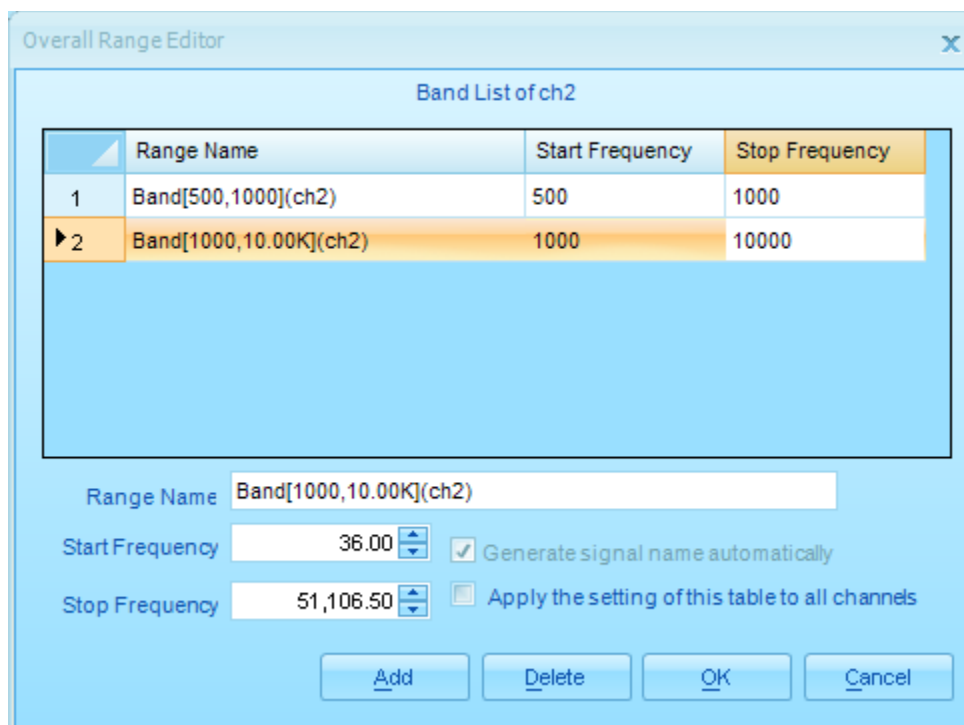 Overall Range Editor x
Band List of ch2
Range Name Start Frequency Stop Frequency
1 Band[500,1000](ch2) 500 1000
2 Band[1000,10.00K](ch2) 1000 10000
Range Name Band[1000,10.00K](ch2)
Start Frequency 36.00 Generate signal name automatically
Stop Frequency 51,106.50 Apply the setting of this table to all channels
Add Delete OK Cancel